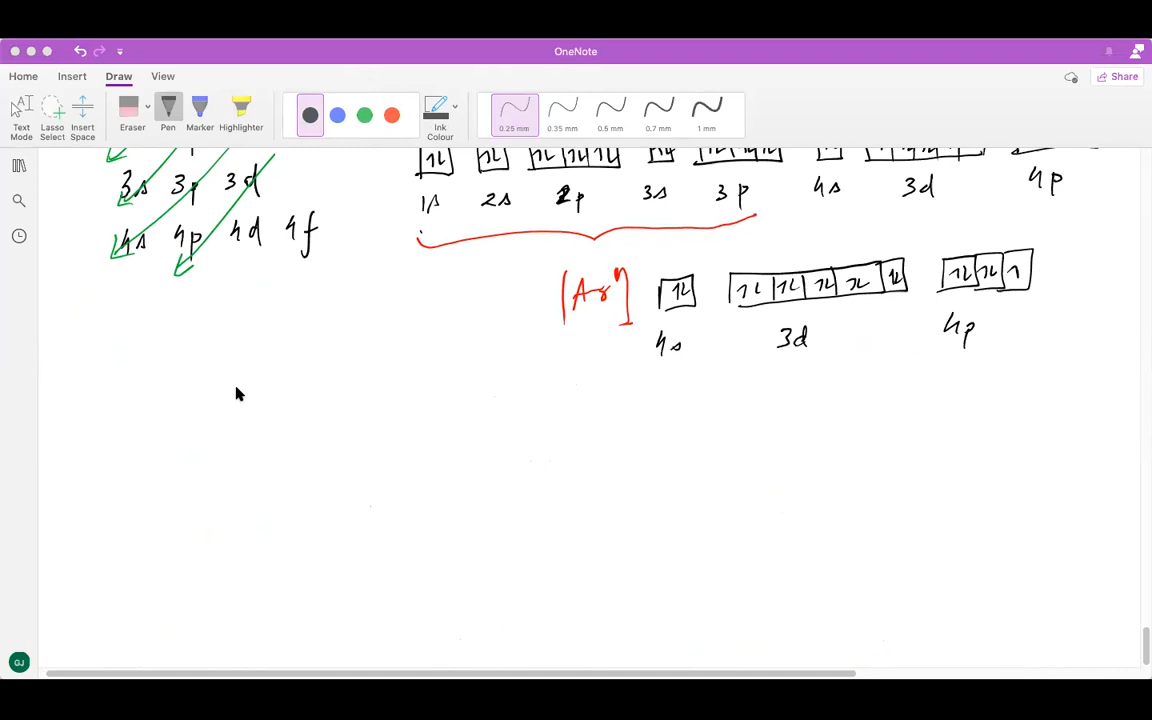 OneNote
Home Insert Draw View Share
Text Mode Lasso Select Insert Space Eraser Pen Marker Highlighter Ink Colour 0.25 mm 0.35 mm 0.5 mm 0.7 mm 1 mm
3s 3p 3d
1s 2s 2p 3s 3p 4s 3d 4p
4s 4p 4d 4f
[Ar]
4s 3d 4p
GJ